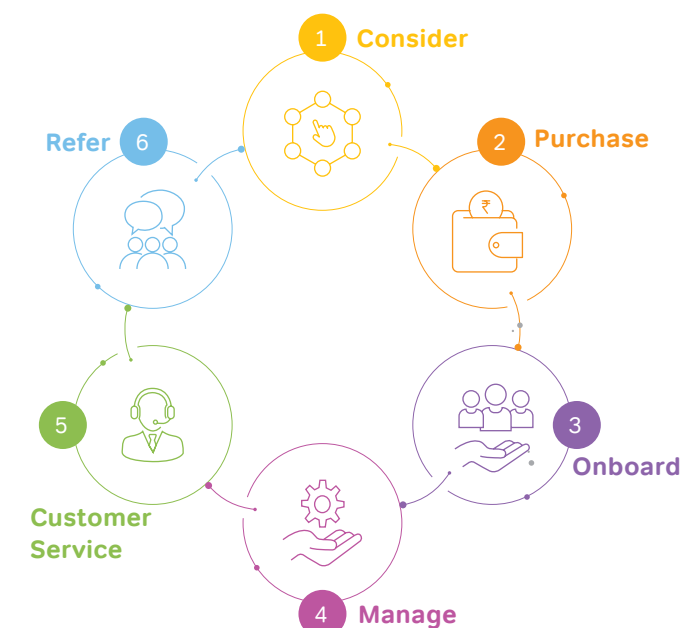 1 Consider
2 Purchase
₹
3
Onboard
4 Manage
5
Customer
Service
Refer 6